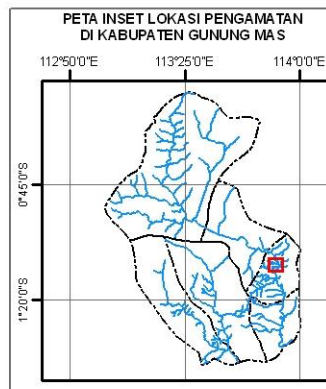 PETA INSET LOKASI PENGAMATAN
DI KABUPATEN GUNUNG MAS
112°50'0"E 113°25'0"E 114°0'0"E
0°45'0"S
1°20'0"S